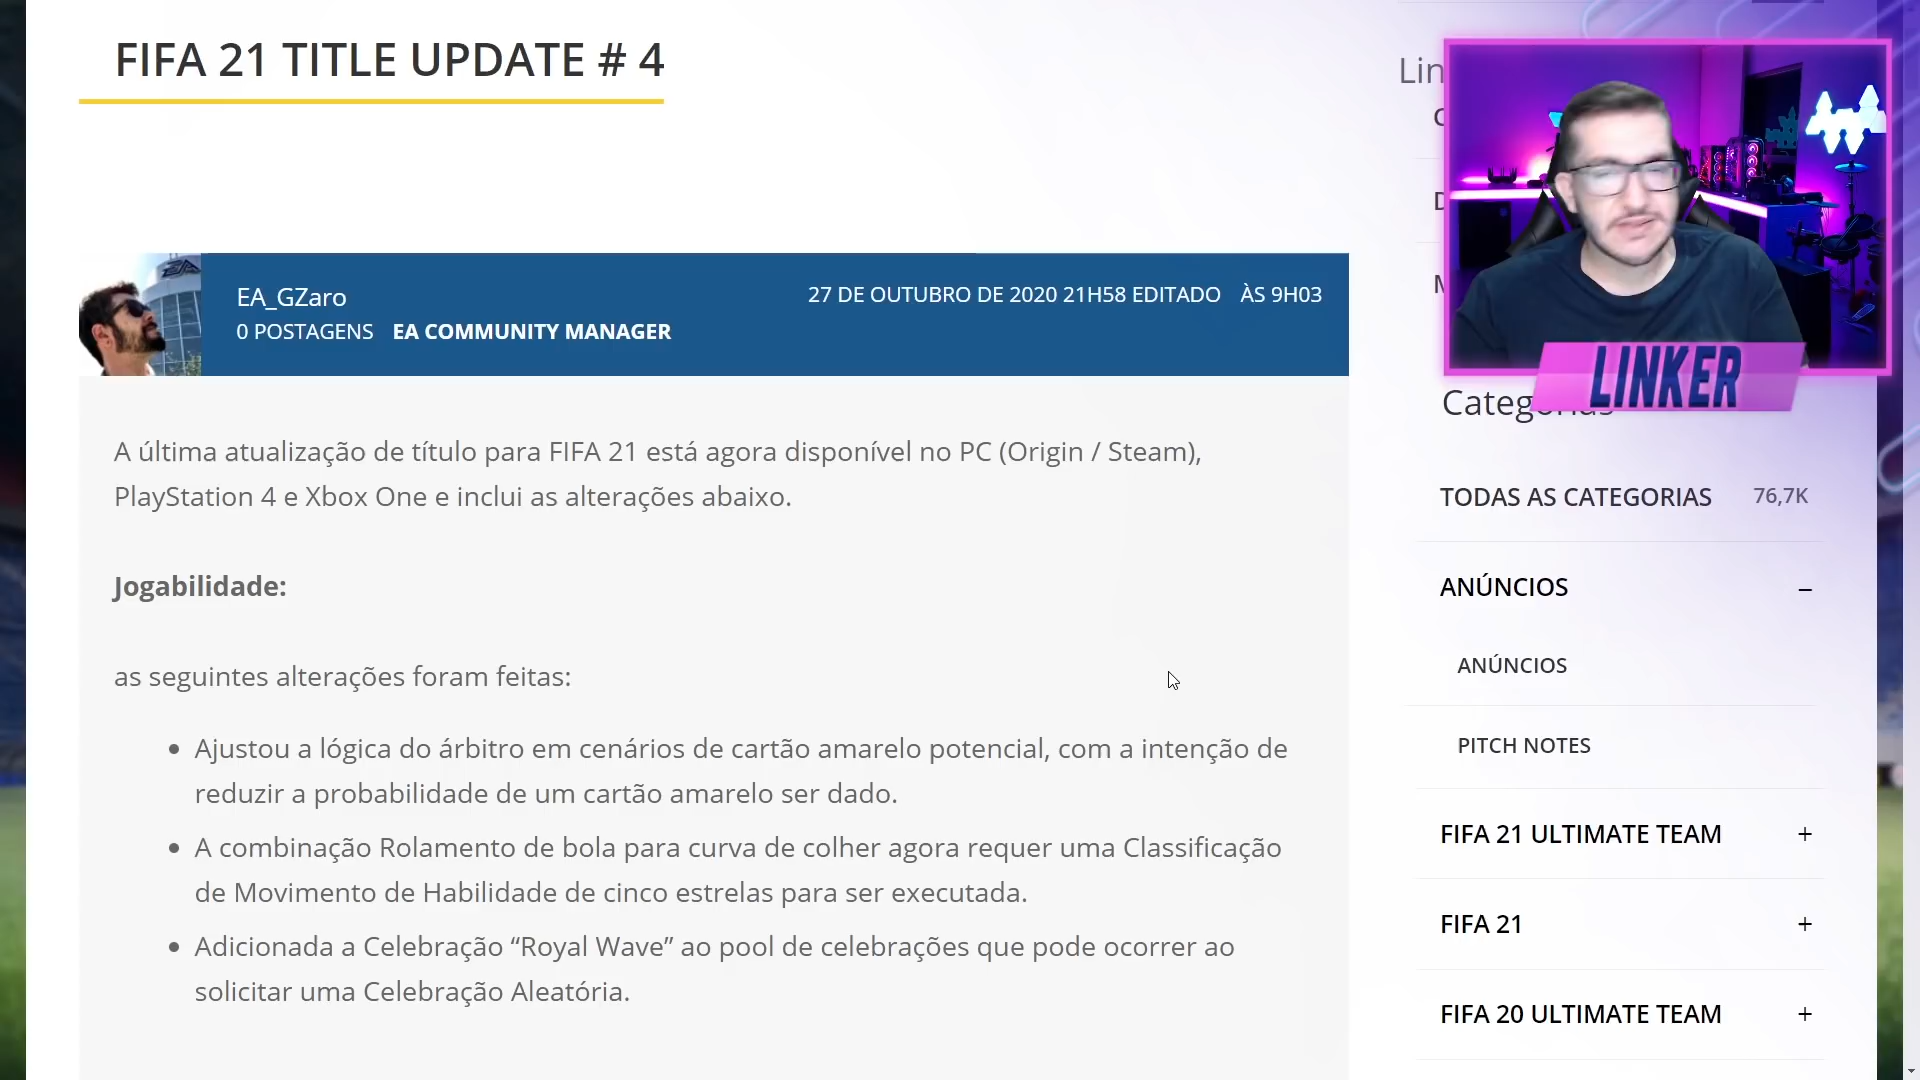 FIFA 21 TITLE UPDATE # 4
EA_GZaro
27 DE OUTUBRO DE 2020 21H58 EDITADO ÀS 9H03
0 POSTAGENS EA COMMUNITY MANAGER
A última atualização de título para FIFA 21 está agora disponível no PC (Origin / Steam),
PlayStation 4 e Xbox One e inclui as alterações abaixo.
Jogabilidade:
as seguintes alterações foram feitas:
• Ajustou a lógica do árbitro em cenários de cartão amarelo potencial, com a intenção de
reduzir a probabilidade de um cartão amarelo ser dado.
• A combinação Rolamento de bola para curva de colher agora requer uma Classificação
de Movimento de Habilidade de cinco estrelas para ser executada.
• Adicionada a Celebração “Royal Wave” ao pool de celebrações que pode ocorrer ao
solicitar uma Celebração Aleatória.
LINKER
Categorias
TODAS AS CATEGORIAS 76,7K
ANÚNCIOS –
ANÚNCIOS
PITCH NOTES
FIFA 21 ULTIMATE TEAM +
FIFA 21 +
FIFA 20 ULTIMATE TEAM +